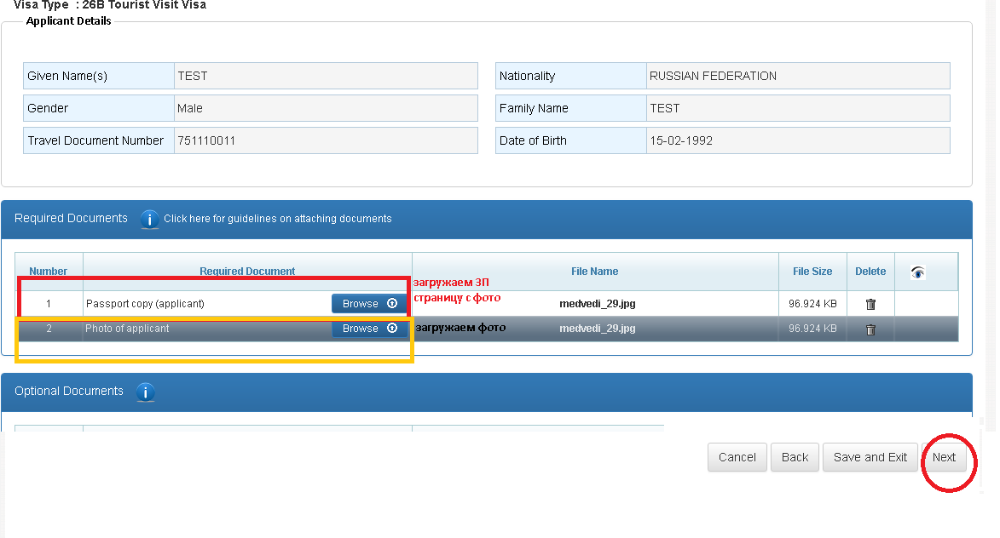 Visa Type : 26B Tourist Visit Visa
Applicant Details
Given Name(s) TEST Nationality RUSSIAN FEDERATION
Gender Male Family Name TEST
Travel Document Number 751110011 Date of Birth 15-02-1992
Required Documents i Click here for guidelines on attaching documents
Number Required Document File Name File Size Delete
загружаем ЗП
страницу с фото
1 Passport copy (applicant) Browse medvedi_29.jpg 96.924 KB
2 Photo of applicant Browse загружаем фото medvedi_29.jpg 96.924 KB
Optional Documents i
Cancel Back Save and Exit Next